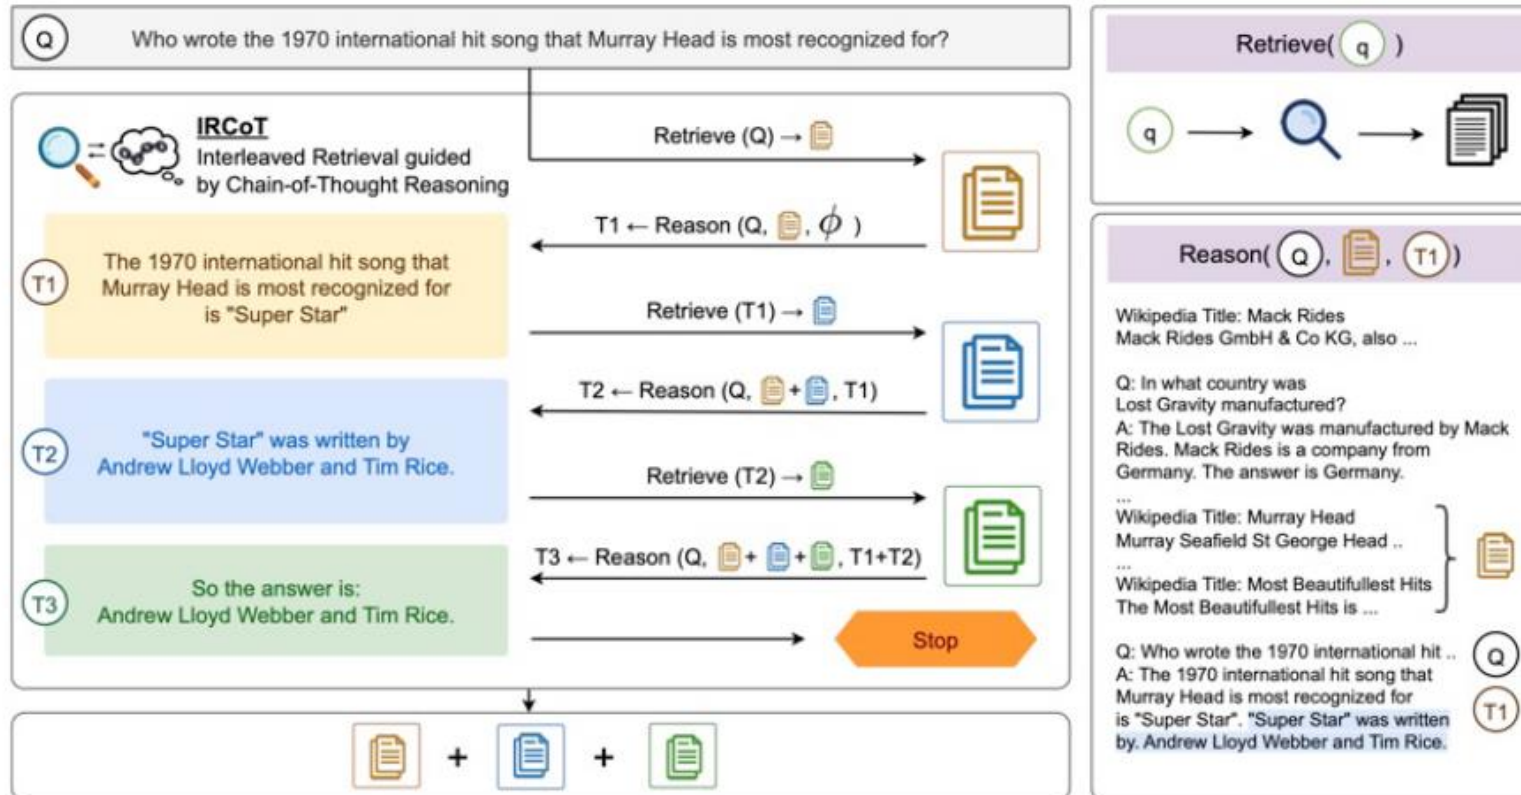 Q
Who wrote the 1970 international hit song that Murray Head is most recognized for?
IRCoT
Interleaved Retrieval guided
by Chain-of-Thought Reasoning
Retrieve (Q) →
T1 ← Reason (Q, , ϕ )
T1
The 1970 international hit song that
Murray Head is most recognized for
is "Super Star"
Retrieve (T1) →
T2 ← Reason (Q, + , T1)
T2
"Super Star" was written by
Andrew Lloyd Webber and Tim Rice.
Retrieve (T2) →
T3 ← Reason (Q, + + , T1+T2)
T3
So the answer is:
Andrew Lloyd Webber and Tim Rice.
Stop
+ +
Retrieve( q )
q
Reason( Q, , T1 )
Wikipedia Title: Mack Rides
Mack Rides GmbH & Co KG, also ...
Q: In what country was
Lost Gravity manufactured?
A: The Lost Gravity was manufactured by Mack
Rides. Mack Rides is a company from
Germany. The answer is Germany.
...
Wikipedia Title: Murray Head
Murray Seafield St George Head ..
...
Wikipedia Title: Most Beautifullest Hits
The Most Beautifullest Hits is ...
Q: Who wrote the 1970 international hit ..
Q
A: The 1970 international hit song that
Murray Head is most recognized for
is "Super Star". "Super Star" was written
by. Andrew Lloyd Webber and Tim Rice.
T1